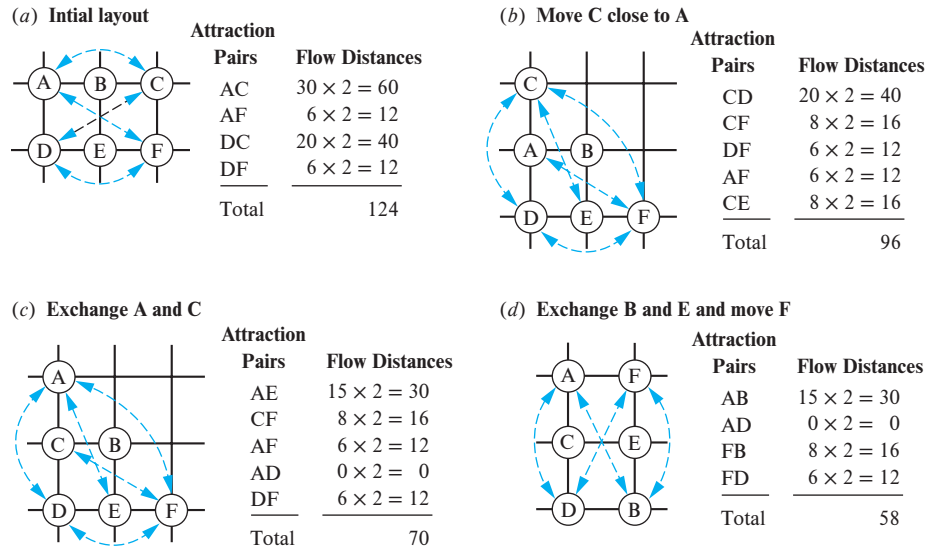 (a) Intial layout
Attraction
Pairs Flow Distances
A B C
D E F
AC 30 × 2 = 60
AF 6 × 2 = 12
DC 20 × 2 = 40
DF 6 × 2 = 12
Total 124
(b) Move C close to A
Attraction
Pairs Flow Distances
C
A B
D E F
CD 20 × 2 = 40
CF 8 × 2 = 16
DF 6 × 2 = 12
AF 6 × 2 = 12
CE 8 × 2 = 16
Total 96
(c) Exchange A and C
Attraction
Pairs Flow Distances
A
C B
D E F
AE 15 × 2 = 30
CF 8 × 2 = 16
AF 6 × 2 = 12
AD 0 × 2 = 0
DF 6 × 2 = 12
Total 70
(d) Exchange B and E and move F
Attraction
Pairs Flow Distances
A F
C E
D B
AB 15 × 2 = 30
AD 0 × 2 = 0
FB 8 × 2 = 16
FD 6 × 2 = 12
Total 58